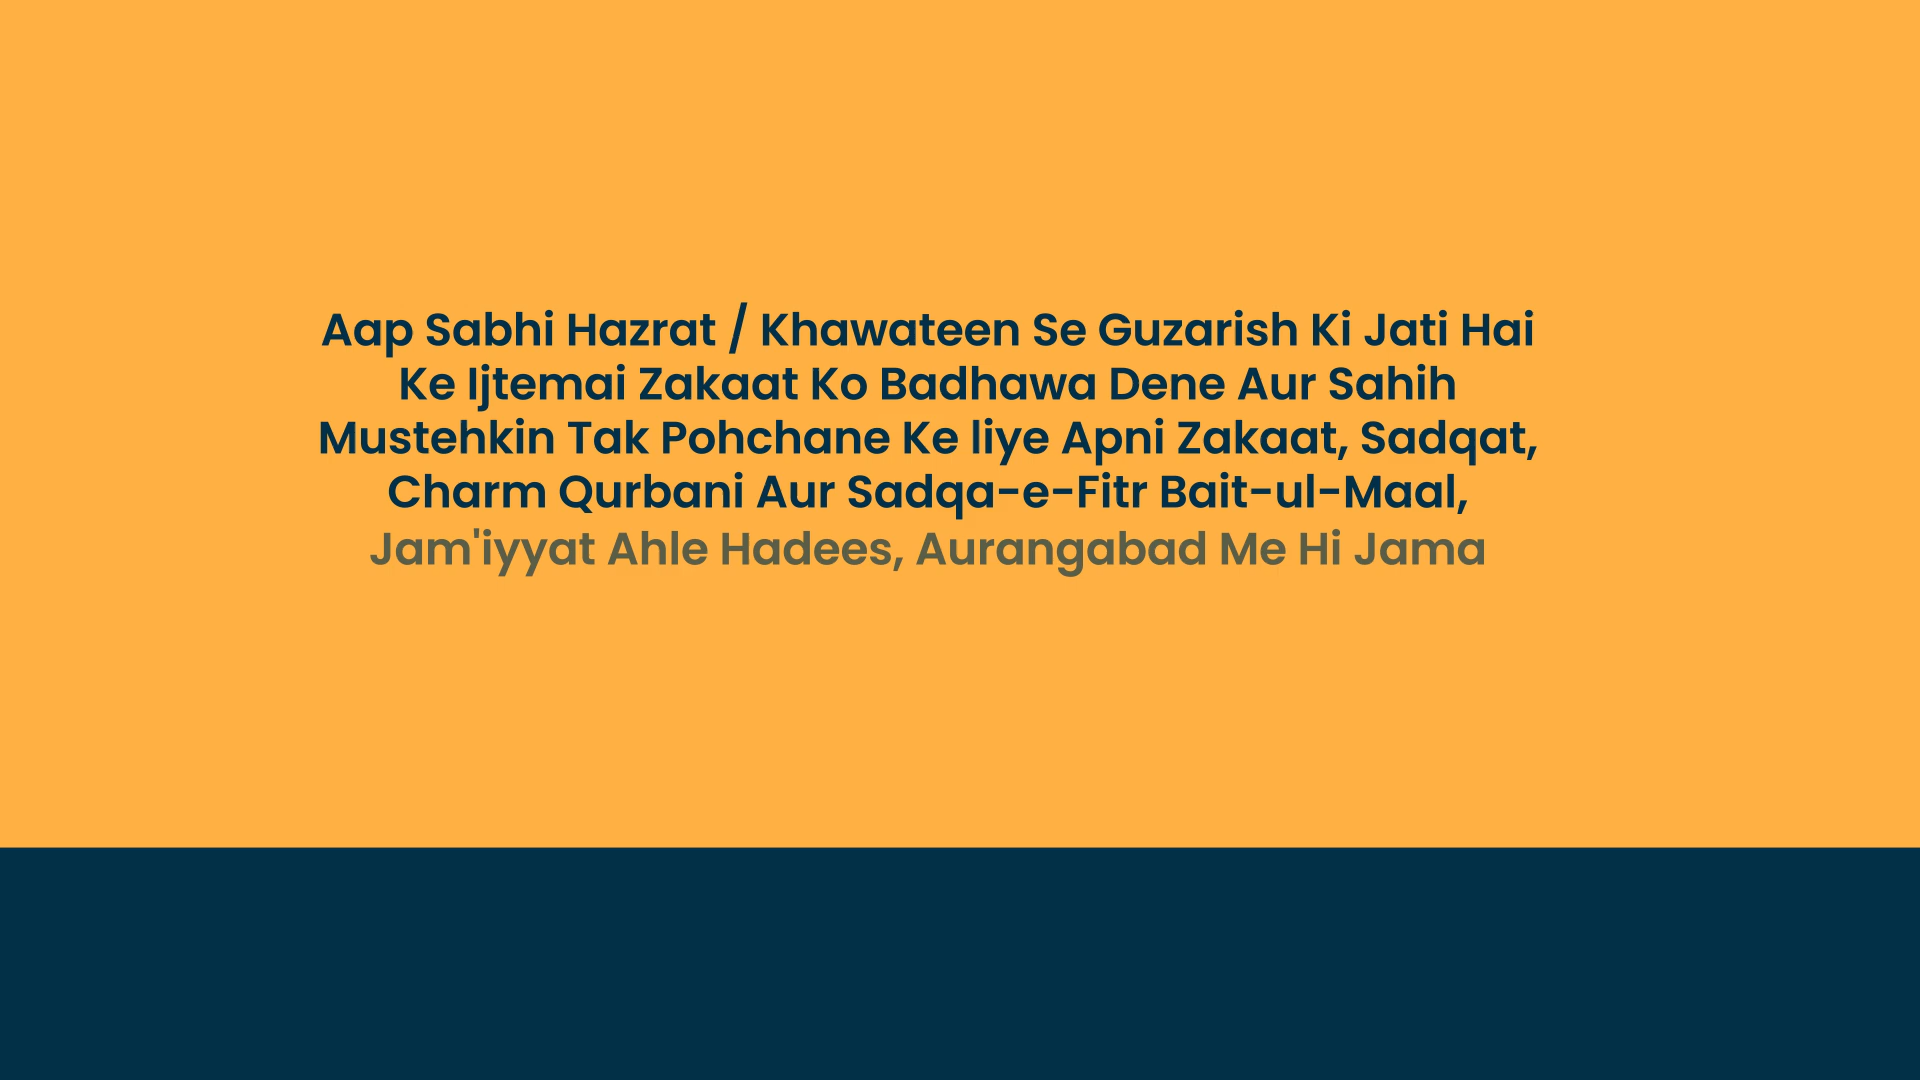 Aap Sabhi Hazrat / Khawateen Se Guzarish Ki Jati Hai
Ke Ijtemai Zakaat Ko Badhawa Dene Aur Sahih
Mustehkin Tak Pohchane Ke liye Apni Zakaat, Sadqat,
Charm Qurbani Aur Sadqa-e-Fitr Bait-ul-Maal,
Jam'iyyat Ahle Hadees, Aurangabad Me Hi Jama